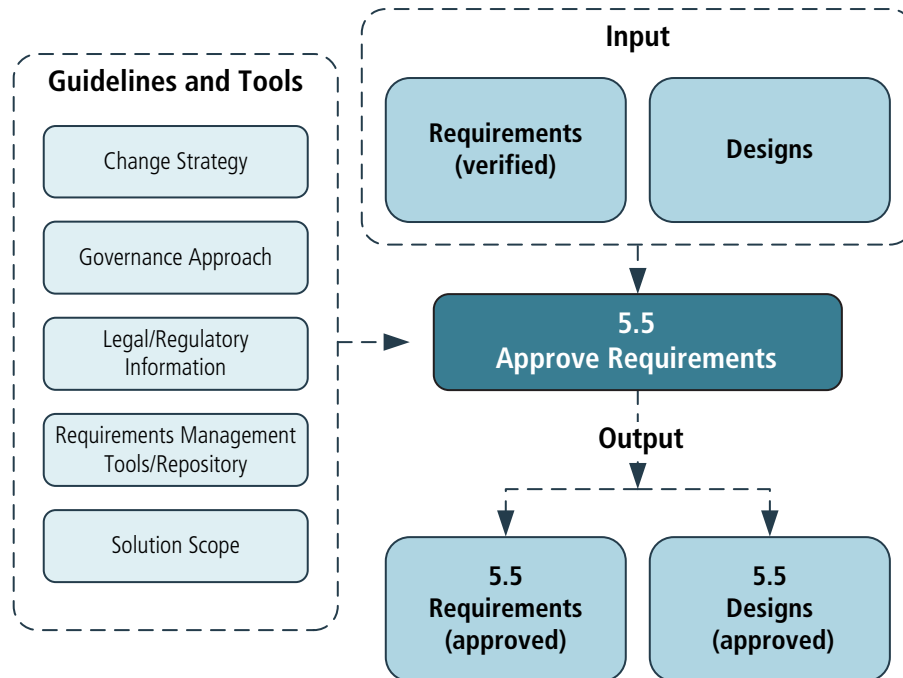 Guidelines and Tools
Change Strategy
Governance Approach
Legal/Regulatory
Information
Requirements Management
Tools/Repository
Solution Scope
Input
Requirements
(verified)
Designs
5.5
Approve Requirements
Output
5.5
Requirements
(approved)
5.5
Designs
(approved)